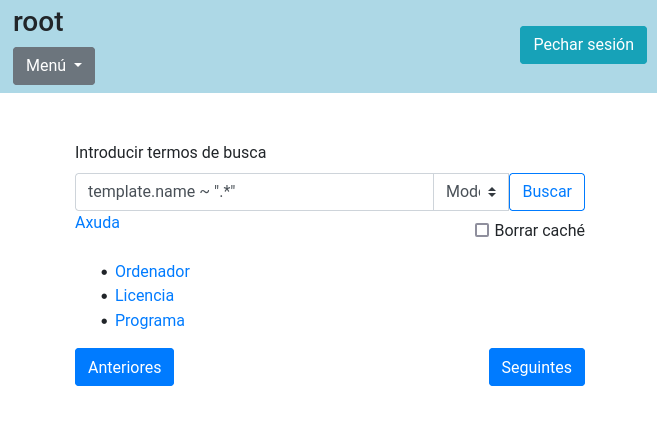 root
Menú
Pechar sesión
Introducir termos de busca
template.name ~ ".*"
Buscar
Axuda
Borrar caché
Ordenador
Licencia
Programa
Anteriores
Seguintes